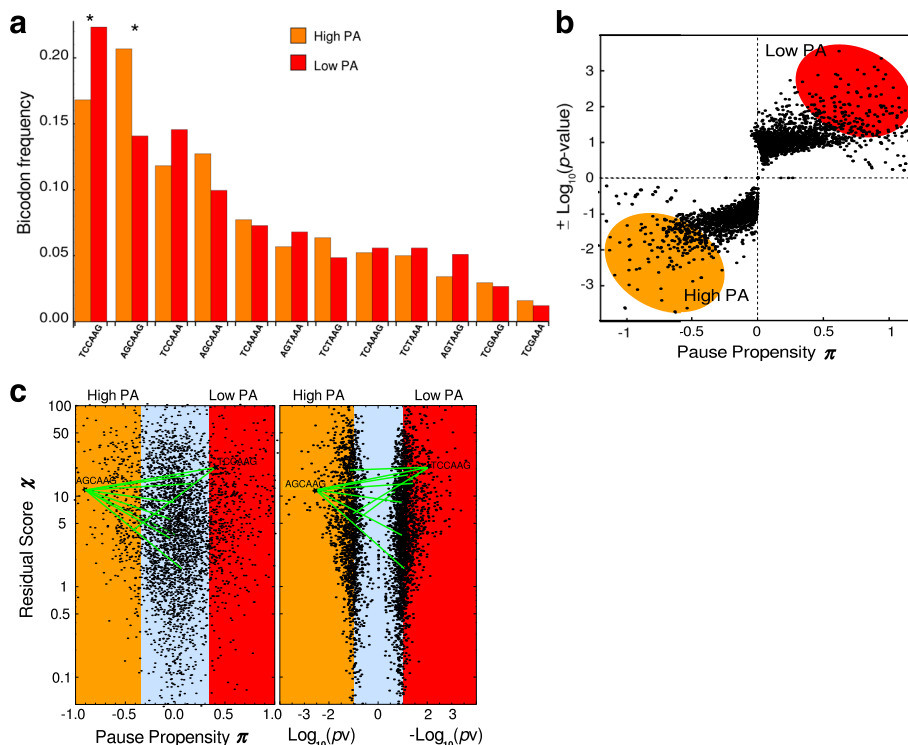 a
* *
High PA
Low PA
Bicodon frequency
0.20
0.15
0.10
0.05
0.00
TCCAAG AGCAAG TCCAAA AGCAAA TCAAAA AGTAAA TCTAAG TCAAAG TCTAAA AGTAAG TCGAAG TCGAAA
b
Low PA
High PA
± Log10(p-value)
3
2
1
0
-1
-2
-3
-1 -0.5 0 0.5 1
Pause Propensity π
c
High PA Low PA High PA Low PA
Residual Score χ
100
50
10
5
1
0.5
0.1
AGCAAG TCCAAG
AGCAAG TCCAAG
-1.0 -0.5 0.0 0.5 1.0
-2 0 2
Pause Propensity π
Log10(pv) -Log10(pv)